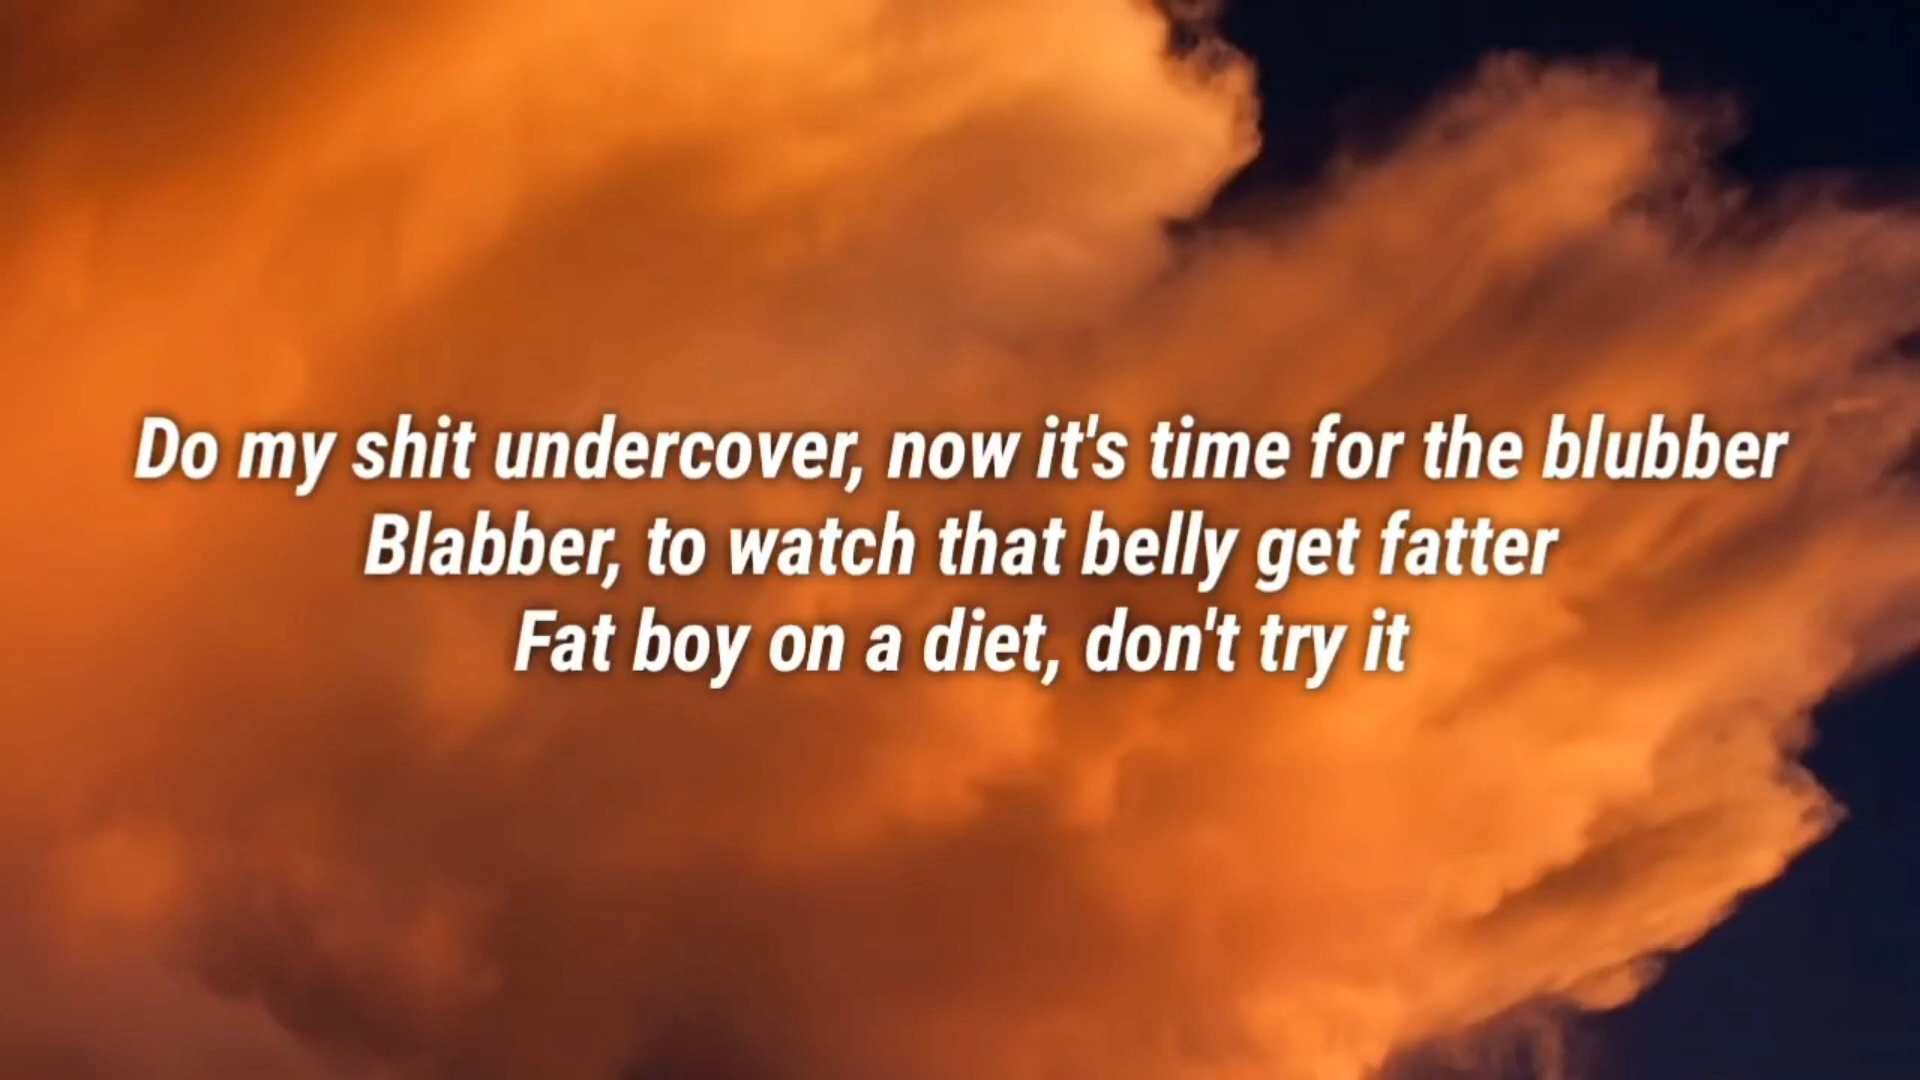 Do my shit undercover, now it's time for the blubber
Blabber, to watch that belly get fatter
Fat boy on a diet, don't try it